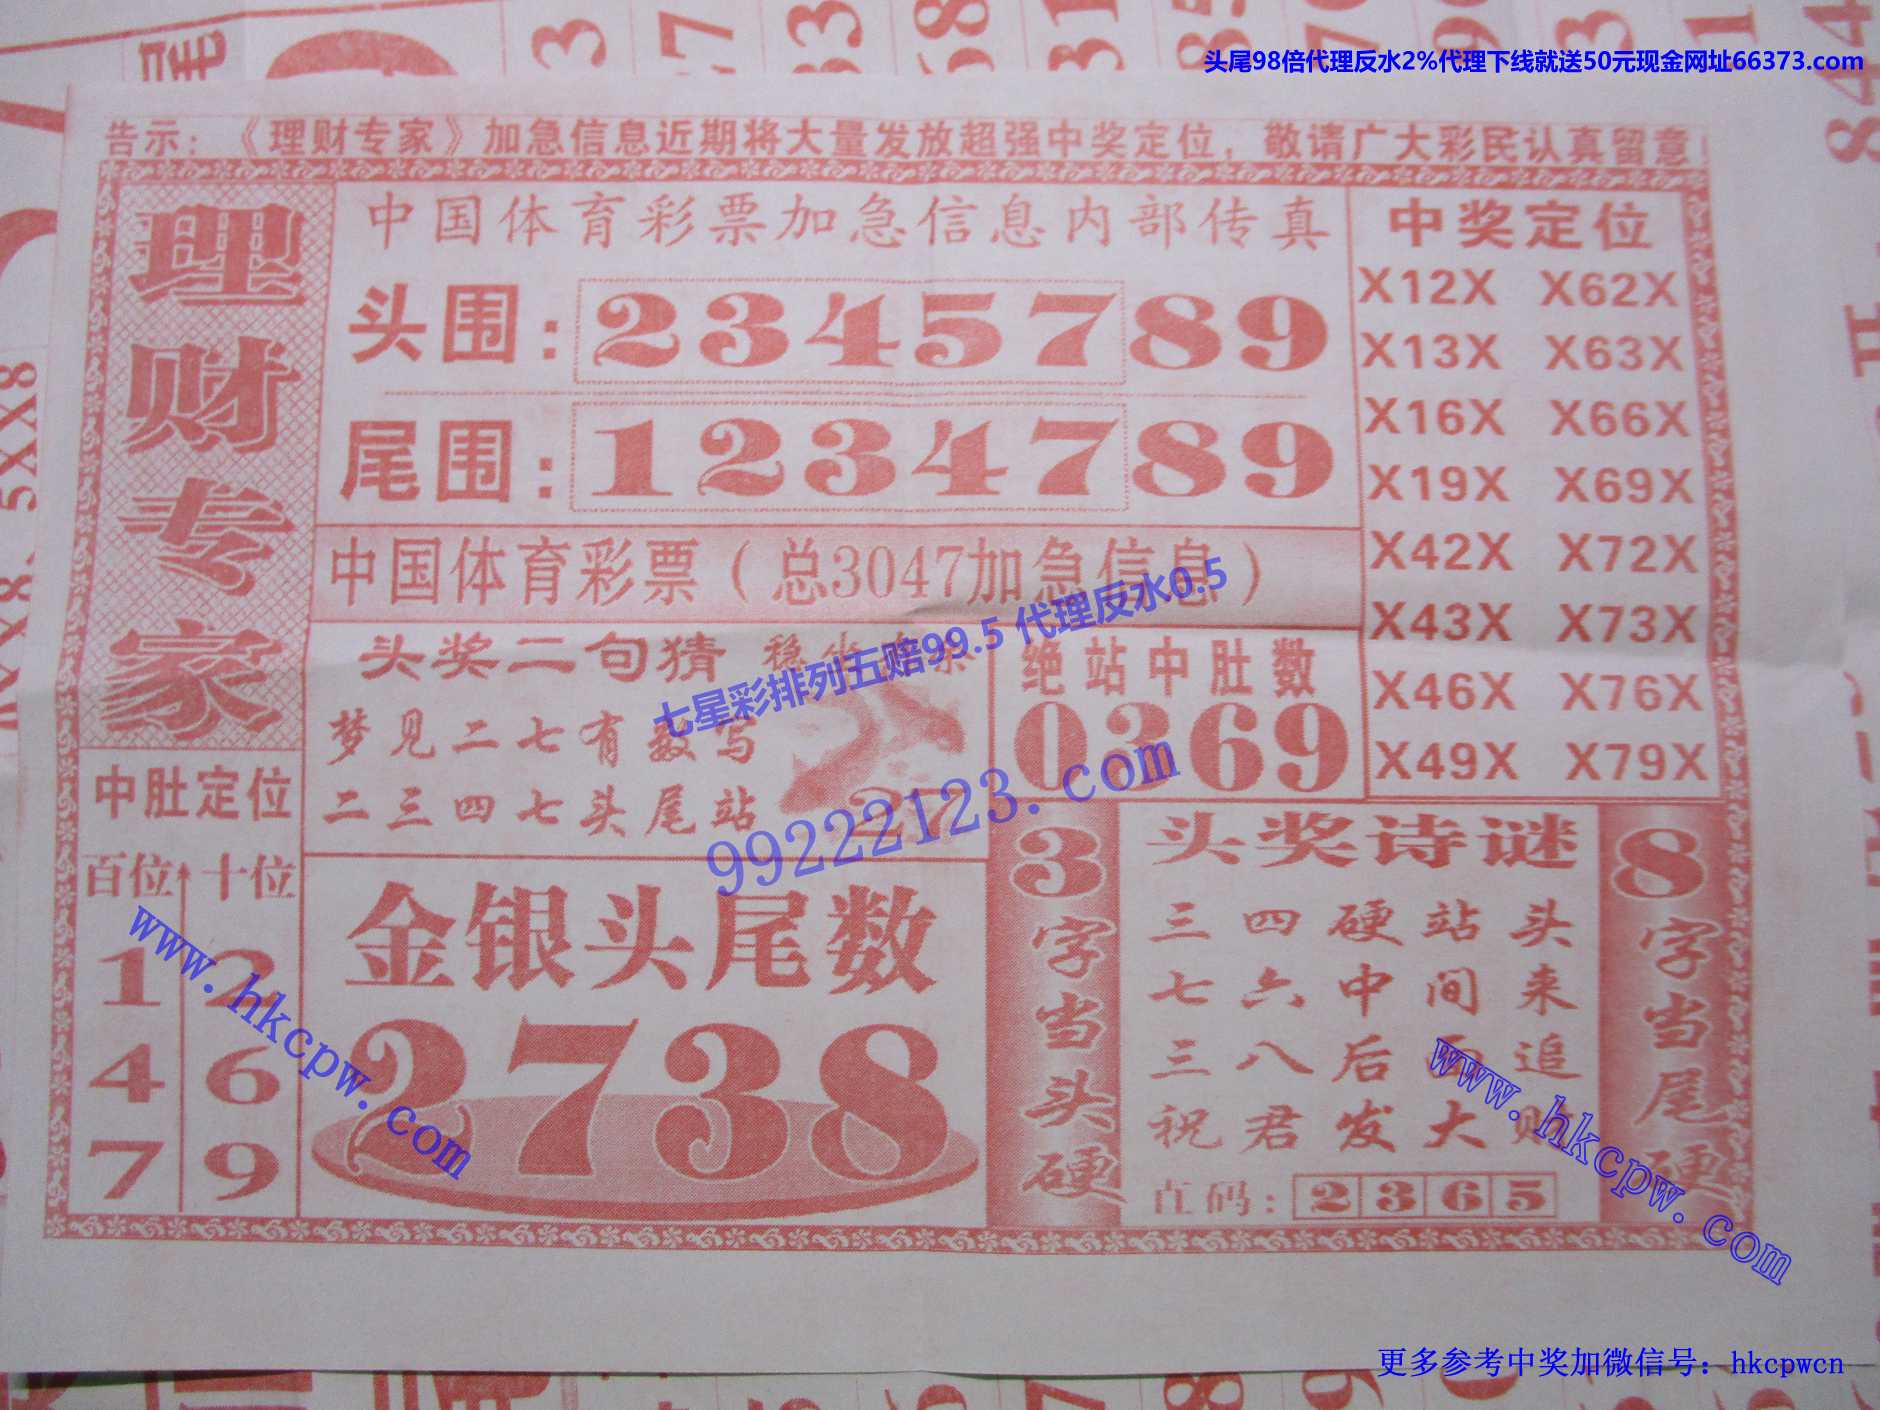 头尾98倍代理反水2%代理下线就送50元现金网址66373.com
告示：《理财专家》加急信息近期将大量发放超强中奖定位，敬请广大彩民认真留意
理财专家
中国体育彩票加急信息内部传真
头围：2345789
尾围：1234789
中国体育彩票（总3047加急信息）
中奖定位
X12X X62X
X13X X63X
X16X X66X
X19X X69X
X42X X72X
X43X X73X
X46X X76X
X49X X79X
头奖二句猜
梦见二七有数写
二三四七头尾站
27
七星彩排列五赔99.5 代理反水0.5
99222123.com
绝站中肚数
0369
中肚定位
百位 十位
1 2
4 6
7 9
金银头尾数
2738
3字当头硬
头奖诗谜
三四硬站头来
七六中间来
三八后面追
祝君发大财
直码：2365
8字当尾硬
www.hkcpw.com
www.hkcpw.com
5XX8
更多参考中奖加微信号：hkcpwcn